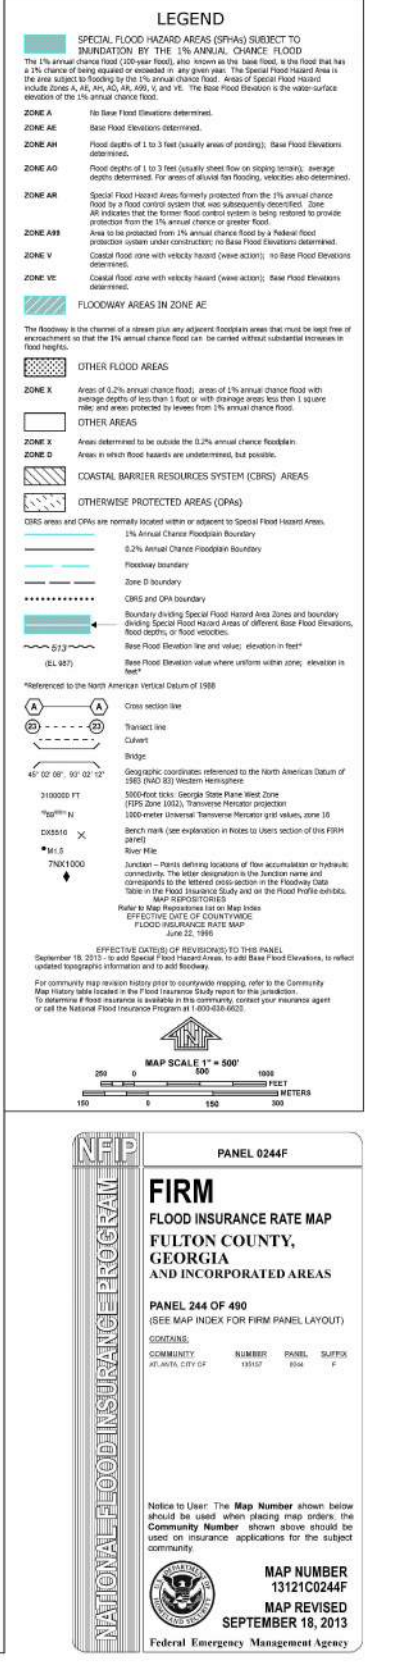 LEGEND
SPECIAL FLOOD HAZARD AREAS (SFHAs) SUBJECT TO
INUNDATION BY THE 1% ANNUAL CHANCE FLOOD
The 1% annual chance flood (100-year flood), also known as the base flood, is the flood that has
a 1% chance of being equaled or exceeded in any given year. The Special Flood Hazard Area is
the area subject to flooding by the 1% annual chance flood. Areas of Special Flood Hazard
include Zones A, AE, AH, AO, AR, A99, V, and VE. The Base Flood Elevation is the water-surface
elevation of the 1% annual chance flood.
ZONE A No Base Flood Elevations determined.
ZONE AE Base Flood Elevations determined.
ZONE AH Flood depths of 1 to 3 feet (usually areas of ponding); Base Flood Elevations
determined.
ZONE AO Flood depths of 1 to 3 feet (usually sheet flow on sloping terrain); average
depths determined. For areas of alluvial fan flooding, velocities also determined.
ZONE AR Special Flood Hazard Areas formerly protected from the 1% annual chance
flood by a flood control system that was subsequently decertified. Zone
AR indicates that the former flood control system is being restored to provide
protection from the 1% annual chance or greater flood.
ZONE A99 Area to be protected from 1% annual chance flood by a Federal flood
protection system under construction; no Base Flood Elevations determined.
ZONE V Coastal flood zone with velocity hazard (wave action); no Base Flood Elevations
determined.
ZONE VE Coastal flood zone with velocity hazard (wave action); Base Flood Elevations
determined.
FLOODWAY AREAS IN ZONE AE
The floodway is the channel of a stream plus any adjacent floodplain areas that must be kept free of
encroachment so that the 1% annual chance flood can be carried without substantial increases in
flood heights.
OTHER FLOOD AREAS
ZONE X Areas of 0.2% annual chance flood; areas of 1% annual chance flood with
average depths of less than 1 foot or with drainage areas less than 1 square
mile; and areas protected by levees from 1% annual chance flood.
OTHER AREAS
ZONE X Areas determined to be outside the 0.2% annual chance floodplain.
ZONE D Areas in which flood hazards are undetermined, but possible.
COASTAL BARRIER RESOURCES SYSTEM (CBRS) AREAS
OTHERWISE PROTECTED AREAS (OPAs)
CBRS areas and OPAs are normally located within or adjacent to Special Flood Hazard Areas.
1% Annual Chance Floodplain Boundary
0.2% Annual Chance Floodplain Boundary
Floodway boundary
Zone D boundary
CBRS and OPA boundary
Boundary dividing Special Flood Hazard Area Zones and boundary
dividing Special Flood Hazard Areas of different Base Flood Elevations,
flood depths, or flood velocities.
513 Base Flood Elevation line and value; elevation in feet*
(EL 987) Base Flood Elevation value where uniform within zone; elevation in
feet*
*Referenced to the North American Vertical Datum of 1988
A A Cross section line
23 23 Transect line
Culvert
Bridge
45° 02' 08", 93° 02' 12" Geographic coordinates referenced to the North American Datum of
1983 (NAD 83) Western Hemisphere
3100000 FT 5000-foot ticks: Georgia State Plane West Zone
(FIPS Zone 1002), Transverse Mercator projection
1000-meter Universal Transverse Mercator grid values, zone 16
DX5510 X Bench mark (see explanation in Notes to Users section of this FIRM
panel)
M1.5 River Mile
7NX1000 Junction – Points defining locations of flow accumulation or hydraulic
connectivity. The letter designation is the Junction name and
corresponds to the lettered cross-section in the Floodway Data
Table in the Flood Insurance Study and on the Flood Profile exhibits.
MAP REPOSITORIES
Refer to Map Repositories list on Map Index
EFFECTIVE DATE OF COUNTYWIDE
FLOOD INSURANCE RATE MAP
June 22, 1998
EFFECTIVE DATE(S) OF REVISION(S) TO THIS PANEL
September 18, 2013 - to add Special Flood Hazard Areas, to add Base Flood Elevations, to reflect
updated topographic information and to add floodway.
For community map revision history prior to countywide mapping, refer to the Community
Map History table located in the Flood Insurance Study report for this jurisdiction.
To determine if flood insurance is available in this community, contact your insurance agent
or call the National Flood Insurance Program at 1-800-638-6620.
N
MAP SCALE 1" = 500'
250 0 500 1000
FEET
METERS
150 0 150 300
NFIP
NATIONAL FLOOD INSURANCE PROGRAM
PANEL 0244F
FIRM
FLOOD INSURANCE RATE MAP
FULTON COUNTY,
GEORGIA
AND INCORPORATED AREAS
PANEL 244 OF 490
(SEE MAP INDEX FOR FIRM PANEL LAYOUT)
CONTAINS:
COMMUNITY NUMBER PANEL SUFFIX
ATLANTA, CITY OF 135157 0244 F
Notice to User: The Map Number shown below
should be used when placing map orders; the
Community Number shown above should be
used on insurance applications for the subject
community.
U.S. DEPARTMENT OF
HOMELAND SECURITY
MAP NUMBER
13121C0244F
MAP REVISED
SEPTEMBER 18, 2013
Federal Emergency Management Agency